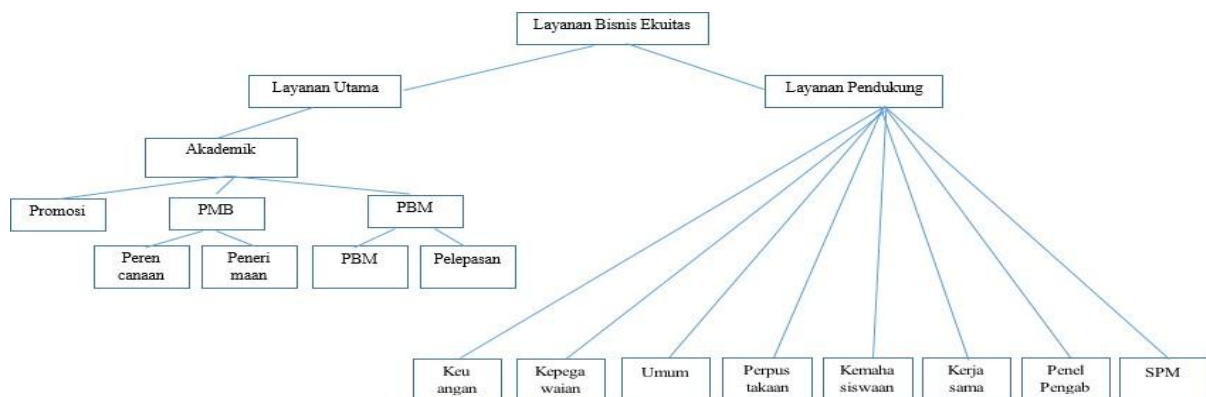 Layanan Bisnis Ekuitas
Layanan Utama
Layanan Pendukung
Akademik
Promosi
PMB
PBM
Peren
canaan
Peneri
maan
PBM
Pelepasan
Keu
angan
Kepega
waian
Umum
Perpus
takaan
Kemaha
siswaan
Kerja
sama
Penel
Pengab
SPM